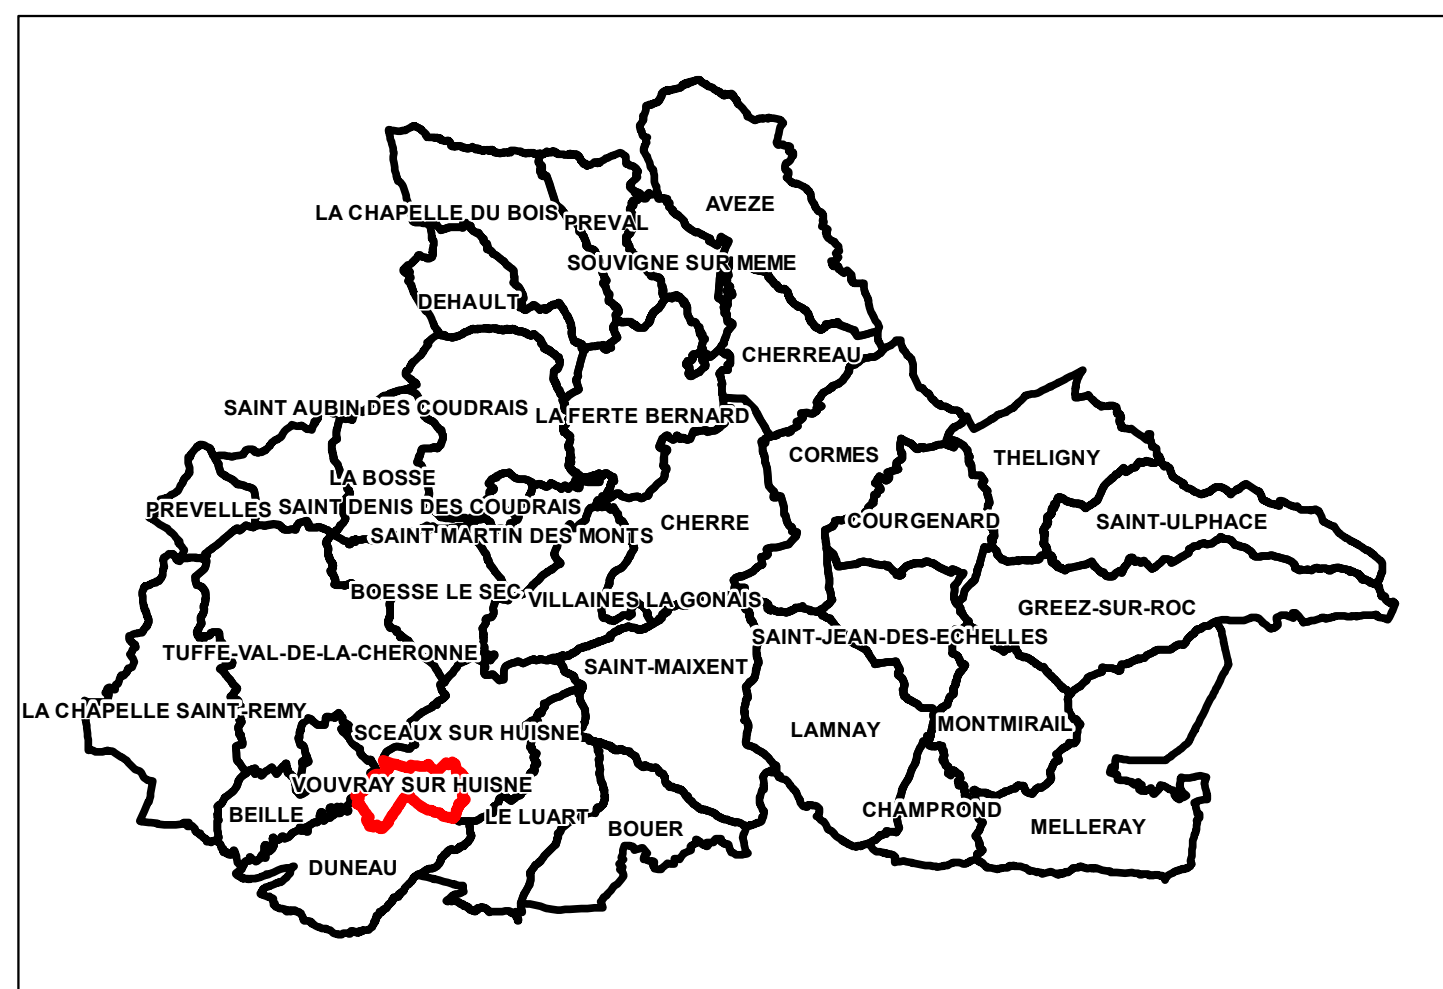 AVEZE
LA CHAPELLE DU BOIS
PREVAL
SOUVIGNE SUR MEME
DEHAULT
CHERREAU
SAINT AUBIN DES COUDRAIS
LA FERTE BERNARD
CORMES
THELIGNY
LA BOSSE
PREVELLES
SAINT DENIS DES COUDRAIS
CHERRE
COURGENARD
SAINT-ULPHACE
SAINT MARTIN DES MONTS
BOESSE LE SEC
VILLAINES LA GONAIS
GREEZ-SUR-ROC
SAINT-JEAN-DES-ECHELLES
TUFFE-VAL-DE-LA-CHERONNE
SAINT-MAIXENT
LA CHAPELLE SAINT-REMY
SCEAUX SUR HUISNE
LAMNAY
MONTMIRAIL
VOUVRAY SUR HUISNE
BEILLE
LE LUART
BOUER
CHAMPROND
MELLERAY
DUNEAU